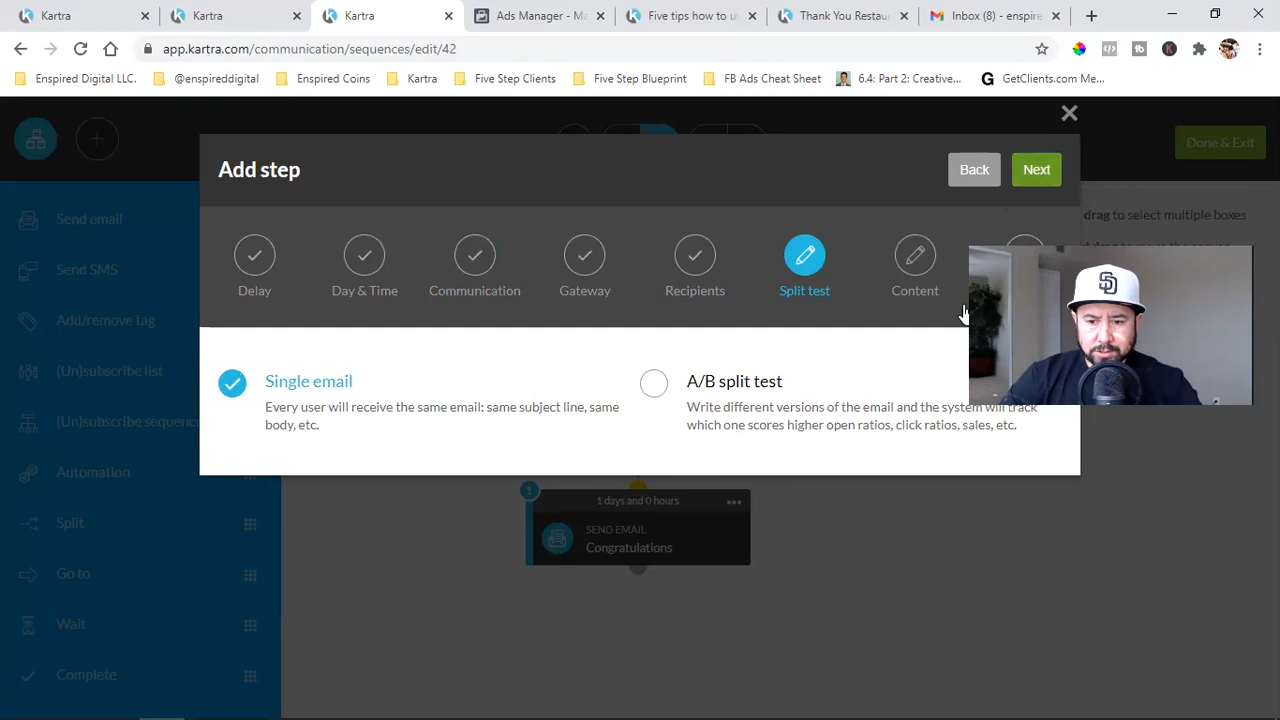 Kartra
Kartra
Kartra
Ads Manager - Ma
Five tips how to us
Thank You Restau
Inbox (8) - enspire
app.kartra.com/communication/sequences/edit/42
Enspired Digital LLC.
@enspireddigital
Enspired Coins
Kartra
Five Step Clients
Five Step Blueprint
FB Ads Cheat Sheet
6.4: Part 2: Creative...
GetClients.com Me...
Done & Exit
Add step
Back
Next
drag to select multiple boxes
Delay
Day & Time
Communication
Gateway
Recipients
Split test
Content
Send email
Send SMS
Add/remove tag
(Un)subscribe list
(Un)subscribe sequenc
Automation
Split
Go to
Wait
Complete
Single email
Every user will receive the same email: same subject line, same
body, etc.
A/B split test
Write different versions of the email and the system will track
which one scores higher open ratios, click ratios, sales, etc.
1
1 days and 0 hours
SEND EMAIL
Congratulations